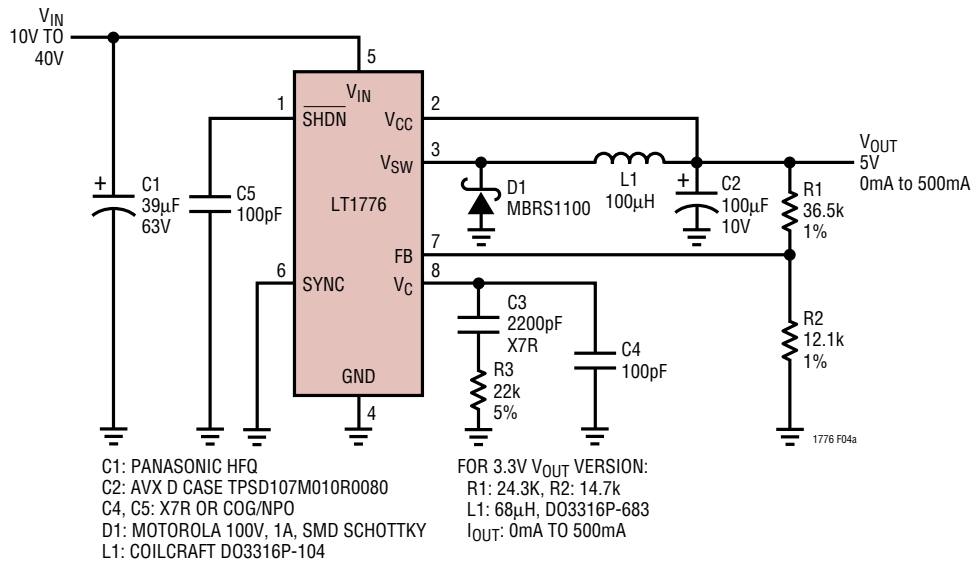 VIN
10V TO
40V
5
VIN
1
SHDN
VCC
2
VSW
3
LT1776
FB
7
6
SYNC
VC
8
GND
4
+
C1
39µF
63V
C5
100pF
D1
MBRS1100
L1
100µH
+
C2
100µF
10V
VOUT
5V
0mA to 500mA
R1
36.5k
1%
C3
2200pF
X7R
R3
22k
5%
C4
100pF
R2
12.1k
1%
1776 F04a
C1: PANASONIC HFQ
C2: AVX D CASE TPSD107M010R0080
C4, C5: X7R OR COG/NPO
D1: MOTOROLA 100V, 1A, SMD SCHOTTKY
L1: COILCRAFT DO3316P-104
FOR 3.3V VOUT VERSION:
R1: 24.3K, R2: 14.7k
L1: 68µH, DO3316P-683
IOUT: 0mA TO 500mA